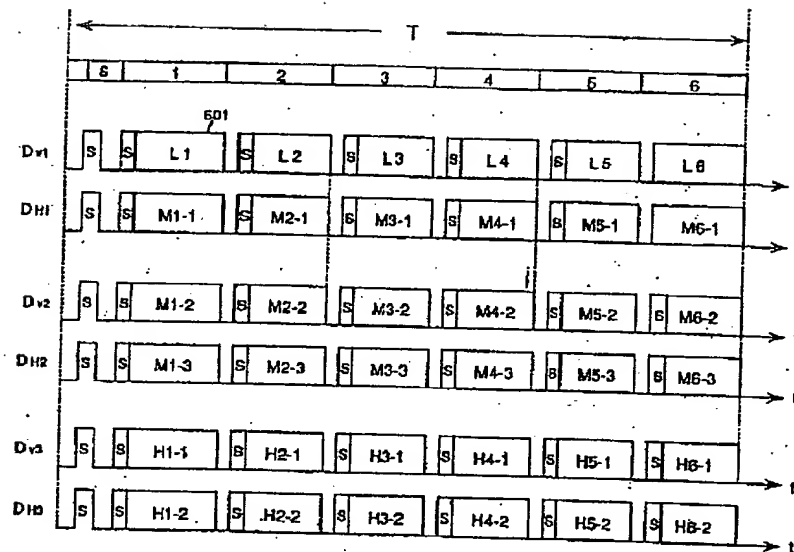 T
S 1 2 3 4 5 6
601
DV1 S S L1 S L2 S L3 S L4 S L5 L6
DH1 S S M1-1 S M2-1 S M3-1 S M4-1 S M5-1 M6-1
DV2 S S M1-2 S M2-2 S M3-2 S M4-2 S M5-2 S M6-2
DH2 S S M1-3 S M2-3 S M3-3 S M4-3 S M5-3 S M6-3
DV3 S S H1-1 S H2-1 S H3-1 S H4-1 S H5-1 S H6-1 t
DH3 S S H1-2 S H2-2 S H3-2 S H4-2 S H5-2 S H6-2 t